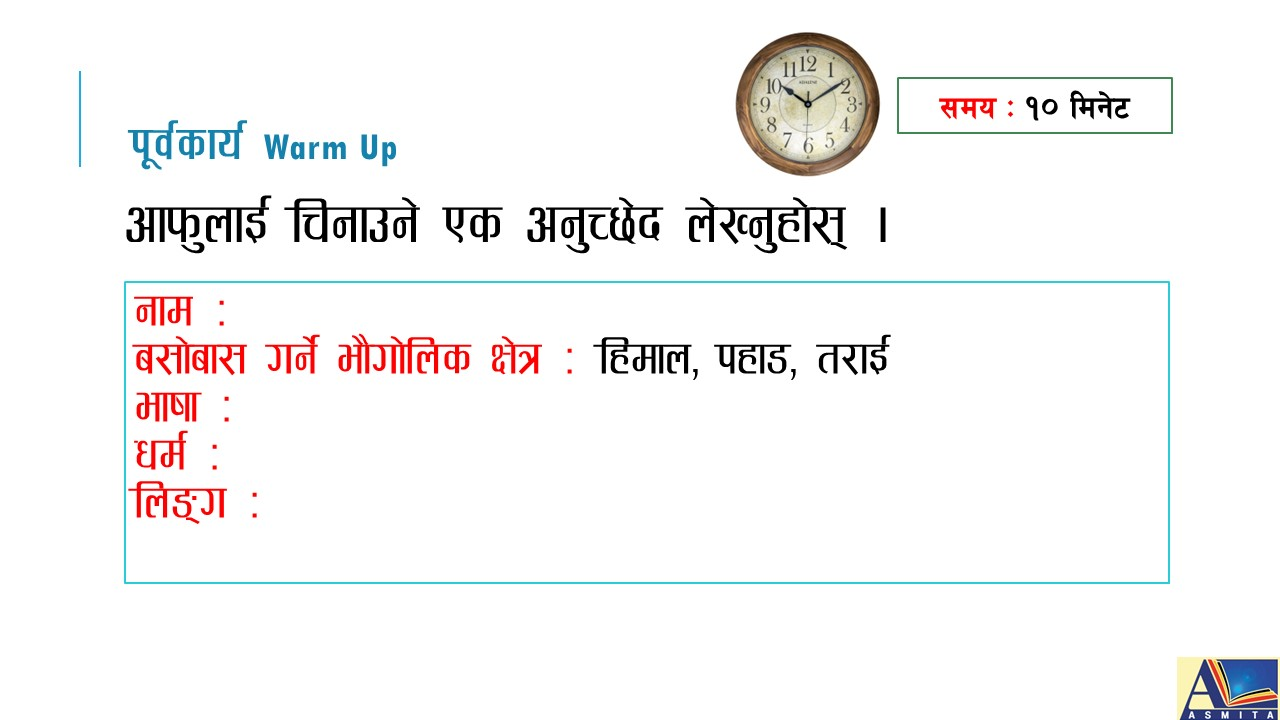 समय : १० मिनेट
पूर्वकार्य Warm Up
आफुलाई चिनाउने एक अनुच्छेद लेख्नुहोस् ।
नाम :
बसोबास गर्ने भौगोलिक क्षेत्र : हिमाल, पहाड, तराई
भाषा :
धर्म :
लिङ्ग :
ASMITA